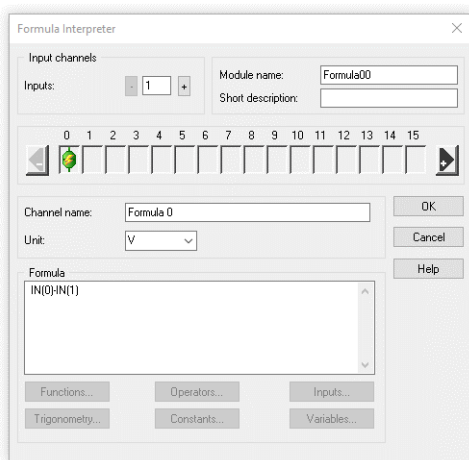 Formula Interpreter
Input channels
Inputs:
-
1
+
Module name:
Formula00
Short description:
0 1 2 3 4 5 6 7 8 9 10 11 12 13 14 15
Channel name:
Formula 0
Unit:
V
OK
Cancel
Help
Formula
IN(0)-IN(1)
Functions...
Operators...
Inputs...
Trigonometry...
Constants...
Variables...